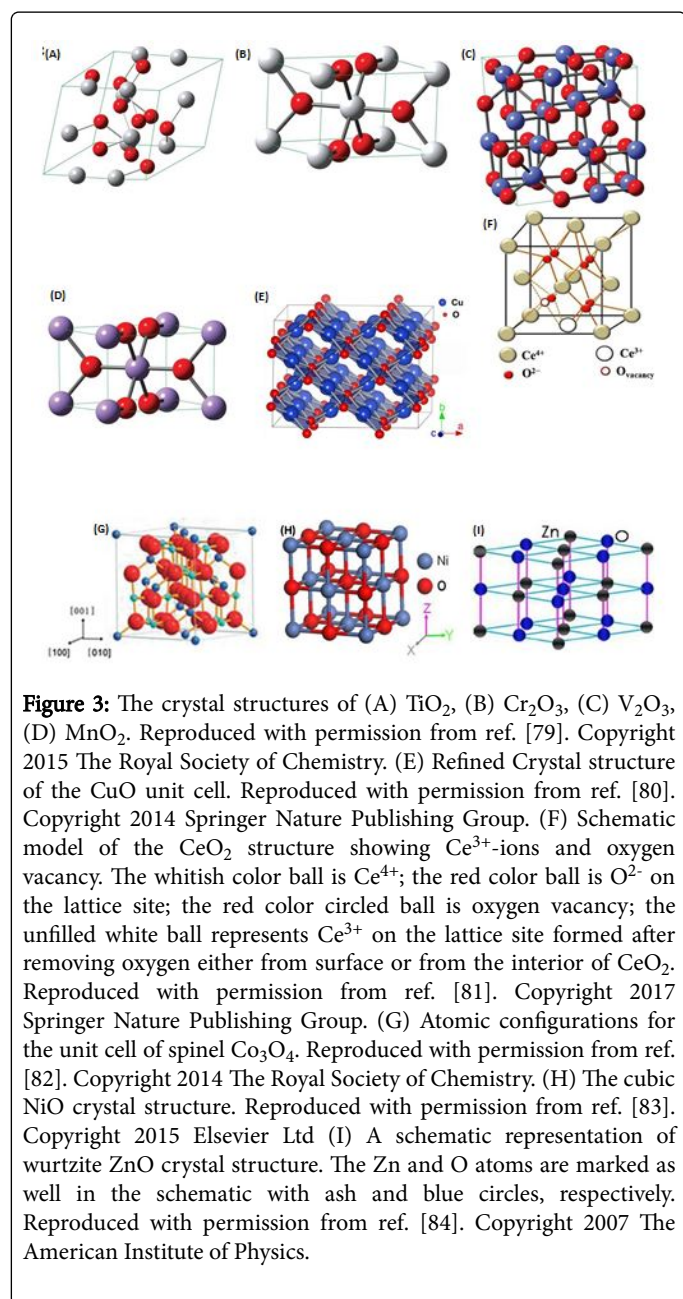 (A)
(B)
(C)
(D)
(E)
Cu
O
b
c
a
(F)
Ce4+
Ce3+
O2−
Ovacancy
(G)
[001]
[100]
[010]
(H)
Ni
O
Z
Y
X
(I)
Zn
O
Figure 3: The crystal structures of (A) TiO2, (B) Cr2O3, (C) V2O3,
(D) MnO2. Reproduced with permission from ref. [79]. Copyright
2015 The Royal Society of Chemistry. (E) Refined Crystal structure
of the CuO unit cell. Reproduced with permission from ref. [80].
Copyright 2014 Springer Nature Publishing Group. (F) Schematic
model of the CeO2 structure showing Ce3+-ions and oxygen
vacancy. The whitish color ball is Ce4+; the red color ball is O2- on
the lattice site; the red color circled ball is oxygen vacancy; the
unfilled white ball represents Ce3+ on the lattice site formed after
removing oxygen either from surface or from the interior of CeO2.
Reproduced with permission from ref. [81]. Copyright 2017
Springer Nature Publishing Group. (G) Atomic configurations for
the unit cell of spinel Co3O4. Reproduced with permission from ref.
[82]. Copyright 2014 The Royal Society of Chemistry. (H) The cubic
NiO crystal structure. Reproduced with permission from ref. [83].
Copyright 2015 Elsevier Ltd (I) A schematic representation of
wurtzite ZnO crystal structure. The Zn and O atoms are marked as
well in the schematic with ash and blue circles, respectively.
Reproduced with permission from ref. [84]. Copyright 2007 The
American Institute of Physics.